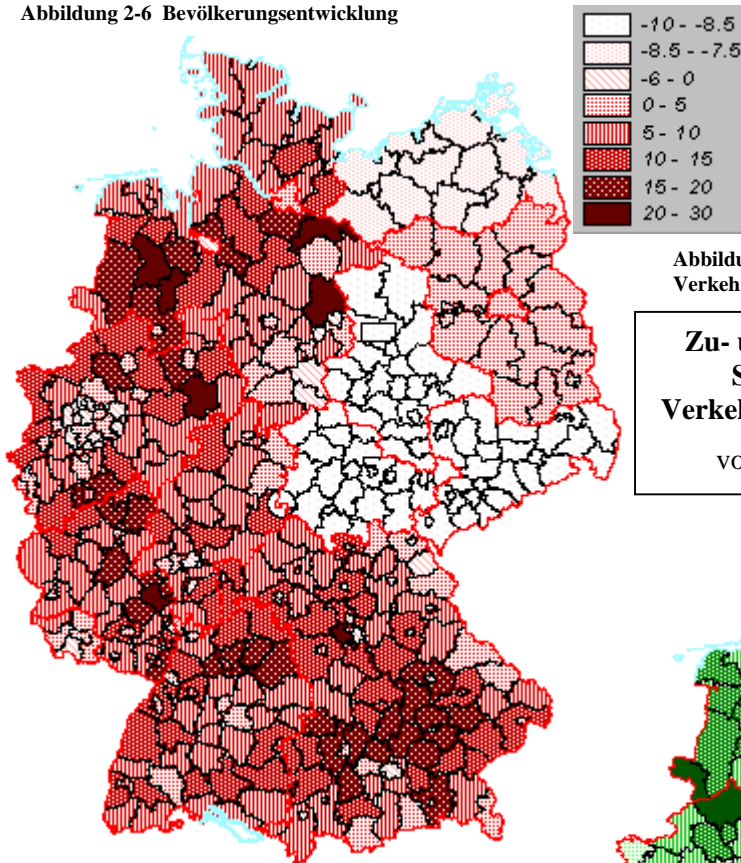 Abbildung 2-6 Bevölkerungsentwicklung
-10 - -8.5
-8.5 - -7.5
-6 - 0
0 - 5
5 - 10
10 - 15
15 - 20
20 - 30
Abbildu
Verkeh
Zu- u
S
Verkel
VO